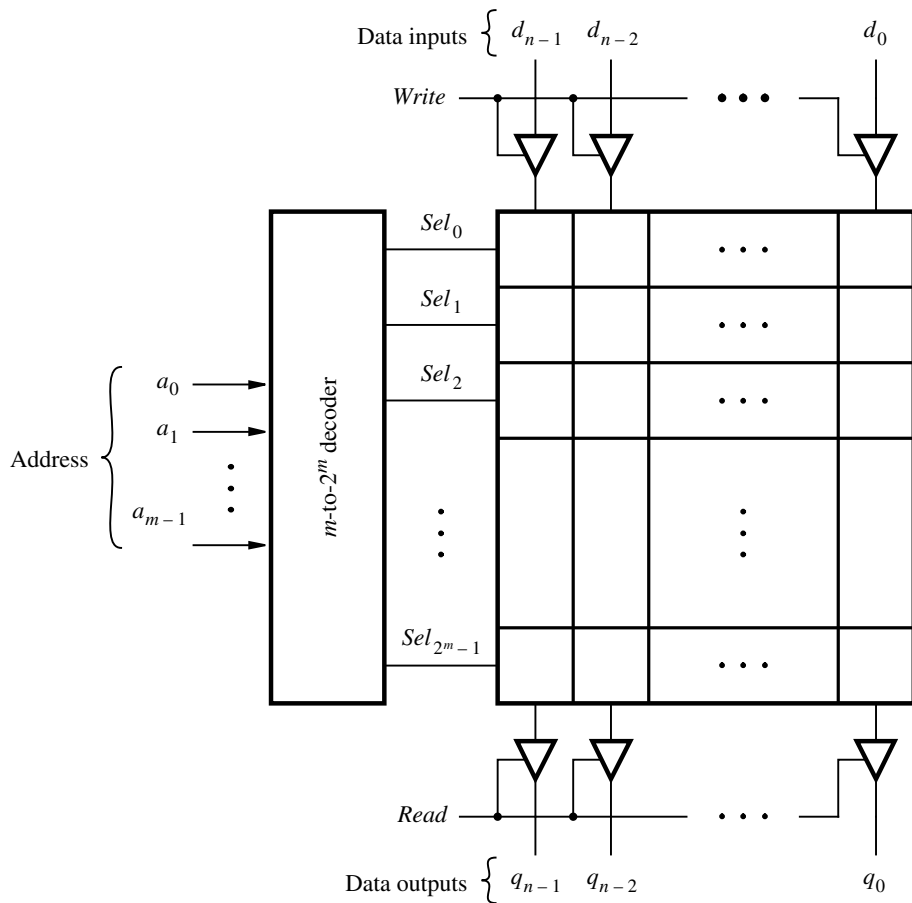 Data inputs { d_{n – 1} d_{n – 2} d_0
Write
Sel_0
Sel_1
Sel_2
a_0
a_1
Address
a_{m – 1}
m-to-2^m decoder
Sel_{2^m – 1}
Read
Data outputs { q_{n – 1} q_{n – 2} q_0